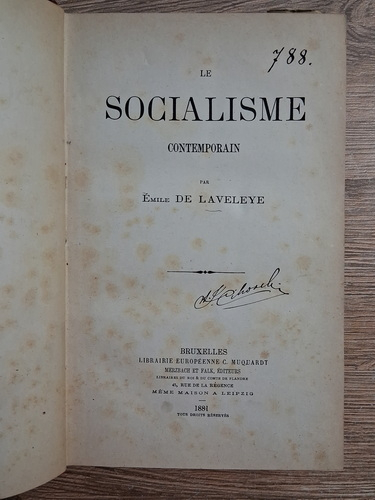 788.
LE
SOCIALISME
CONTEMPORAIN
PAR
ÉMILE DE LAVELEYE
BRUXELLES
LIBRAIRIE EUROPÉENNE C. MUQUARDT
MERZBACH ET FALK, ÉDITEURS
LIBRAIRES DU ROI & DU COMTE DE FLANDRE
45, RUE DE LA RÉGENCE
MÊME MAISON A LEIPZIG
1881
TOUS DROITS RÉSERVÉS